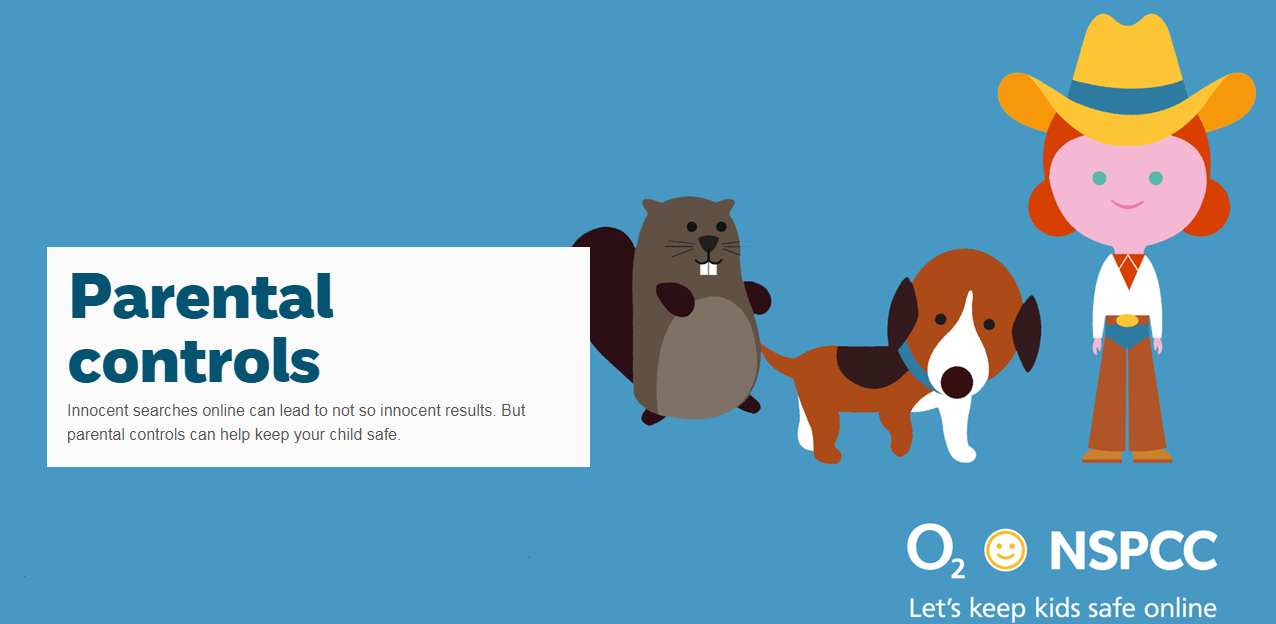 Parental
controls
Innocent searches online can lead to not so innocent results. But
parental controls can help keep your child safe.
O2 NSPCC
Let's keep kids safe online